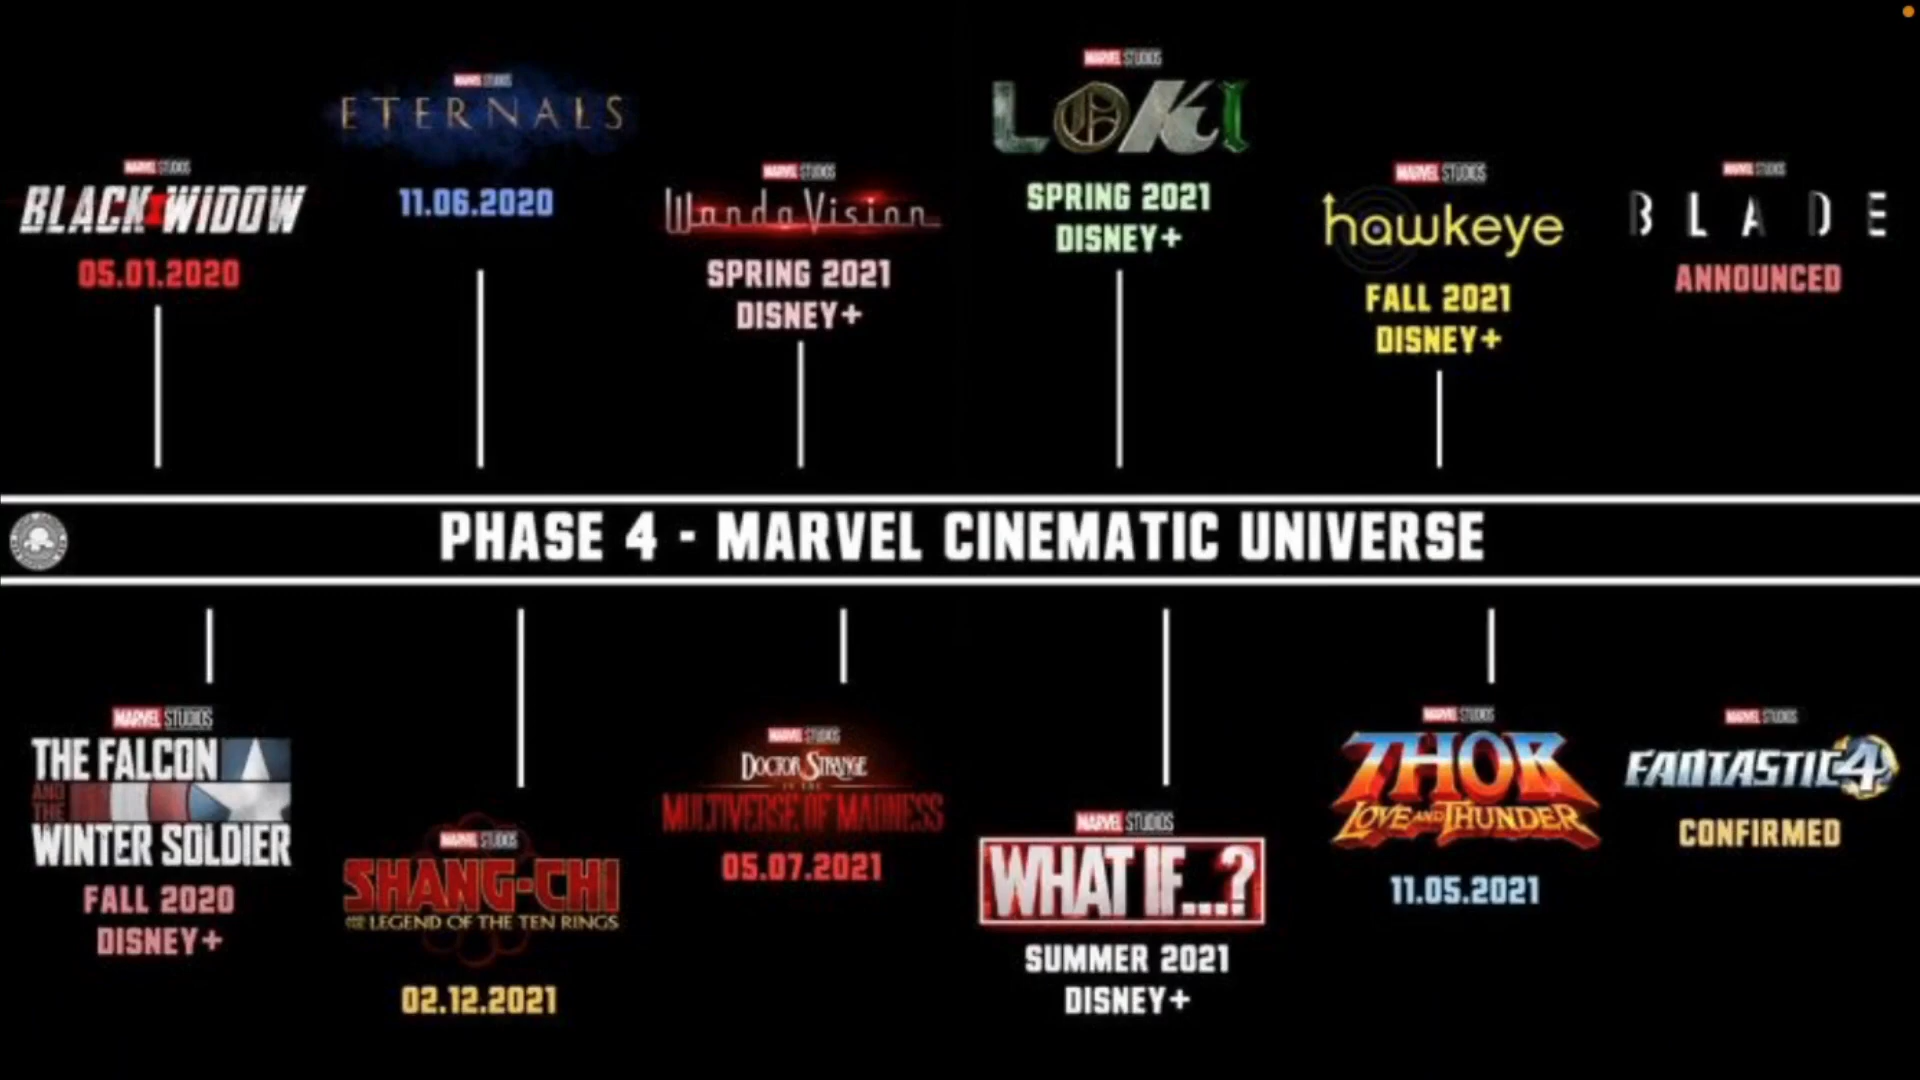 MARVEL STUDIOS
BLACK WIDOW
05.01.2020
MARVEL STUDIOS
ETERNALS
11.06.2020
MARVEL STUDIOS
WandaVision
SPRING 2021
DISNEY+
MARVEL STUDIOS
LOKI
SPRING 2021
DISNEY+
MARVEL STUDIOS
hawkeye
FALL 2021
DISNEY+
MARVEL STUDIOS
BLADE
ANNOUNCED
PHASE 4 - MARVEL CINEMATIC UNIVERSE
MARVEL STUDIOS
THE FALCON
AND
THE
WINTER SOLDIER
FALL 2020
DISNEY+
MARVEL STUDIOS
SHANG-CHI
AND THE LEGEND OF THE TEN RINGS
02.12.2021
MARVEL STUDIOS
DOCTOR STRANGE
IN THE
MULTIVERSE OF MADNESS
05.07.2021
MARVEL STUDIOS
WHAT IF...?
SUMMER 2021
DISNEY+
MARVEL STUDIOS
THOR
LOVE AND THUNDER
11.05.2021
MARVEL STUDIOS
FANTASTIC 4
CONFIRMED